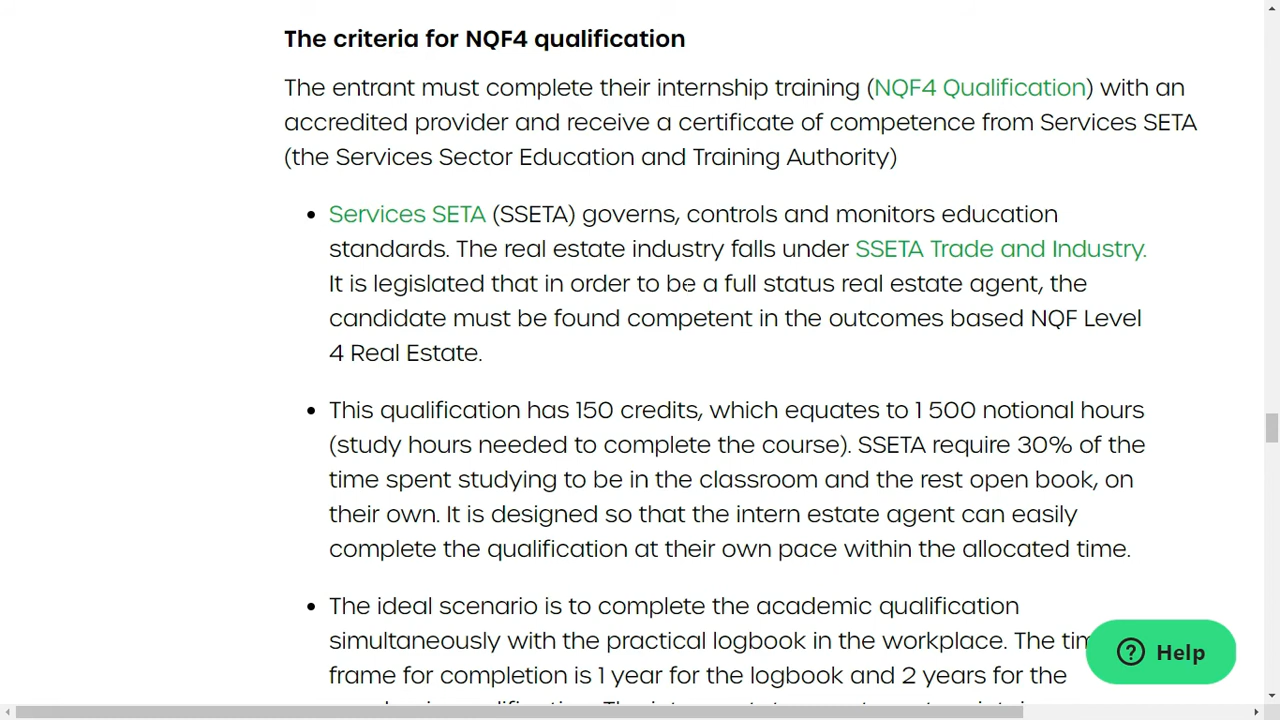 The criteria for NQF4 qualification
The entrant must complete their internship training (NQF4 Qualification) with an
accredited provider and receive a certificate of competence from Services SETA
(the Services Sector Education and Training Authority)
• Services SETA (SSETA) governs, controls and monitors education
standards. The real estate industry falls under SSETA Trade and Industry.
It is legislated that in order to be a full status real estate agent, the
candidate must be found competent in the outcomes based NQF Level
4 Real Estate.
• This qualification has 150 credits, which equates to 1 500 notional hours
(study hours needed to complete the course). SSETA require 30% of the
time spent studying to be in the classroom and the rest open book, on
their own. It is designed so that the intern estate agent can easily
complete the qualification at their own pace within the allocated time.
• The ideal scenario is to complete the academic qualification
simultaneously with the practical logbook in the workplace. The
frame for completion is 1 year for the logbook and 2 years for the
Help